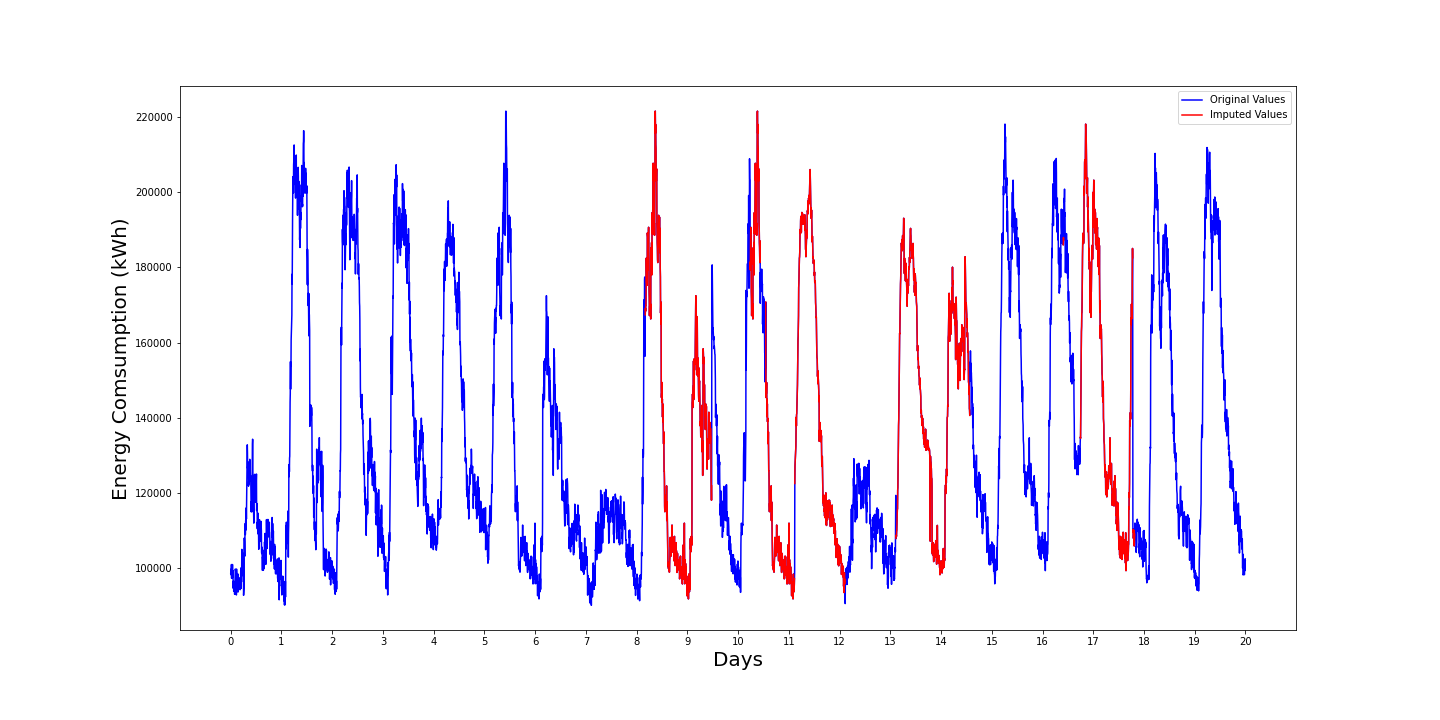 Original Values
Imputed Values
220000
200000
180000
160000
140000
120000
100000
Energy Comsumption (kWh)
0 1 2 3 4 5 6 7 8 9 10 11 12 13 14 15 16 17 18 19 20
Days